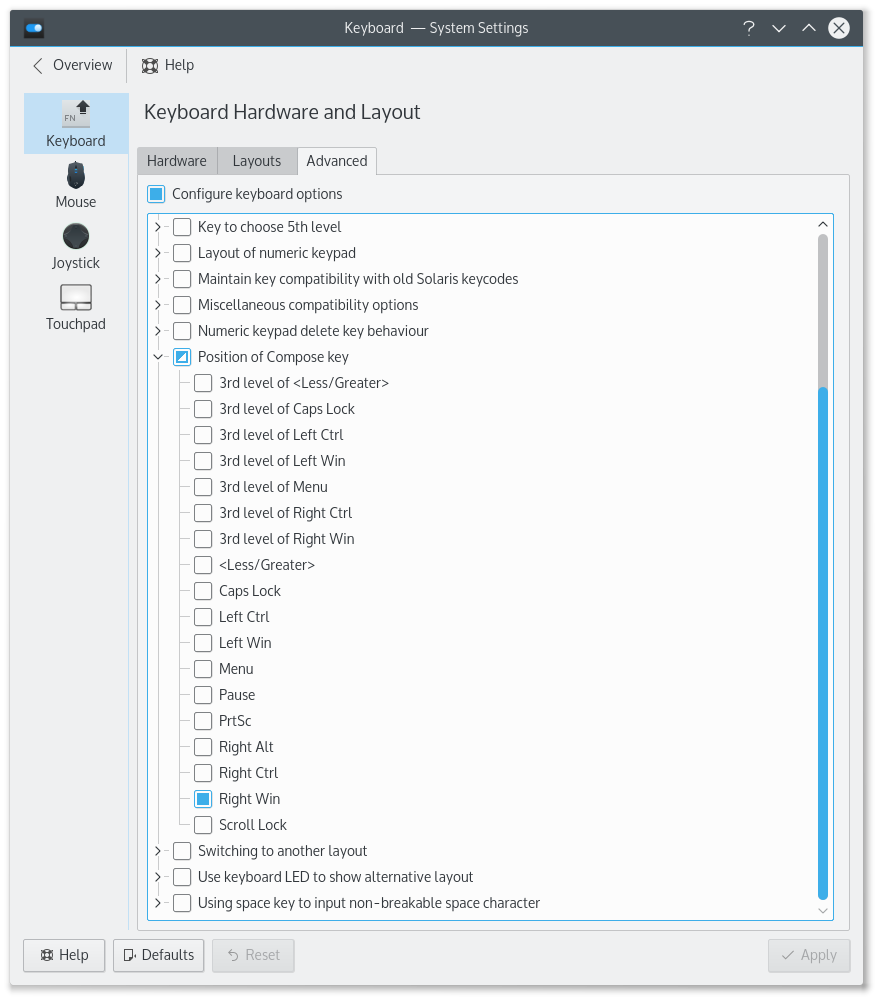 Keyboard — System Settings
Overview Help
FN
Keyboard
Mouse
Joystick
Touchpad
Keyboard Hardware and Layout
Hardware Layouts Advanced
Configure keyboard options
Key to choose 5th level
Layout of numeric keypad
Maintain key compatibility with old Solaris keycodes
Miscellaneous compatibility options
Numeric keypad delete key behaviour
Position of Compose key
3rd level of <Less/Greater>
3rd level of Caps Lock
3rd level of Left Ctrl
3rd level of Left Win
3rd level of Menu
3rd level of Right Ctrl
3rd level of Right Win
<Less/Greater>
Caps Lock
Left Ctrl
Left Win
Menu
Pause
PrtSc
Right Alt
Right Ctrl
Right Win
Scroll Lock
Switching to another layout
Use keyboard LED to show alternative layout
Using space key to input non-breakable space character
Help Defaults Reset Apply